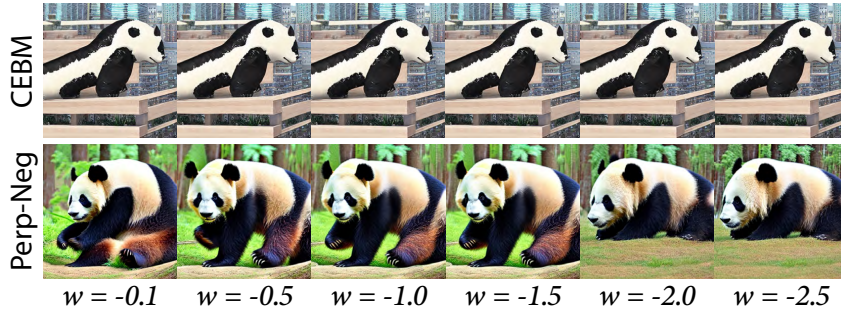 CEBM
Perp-Neg
w = -0.1 w = -0.5 w = -1.0 w = -1.5 w = -2.0 w = -2.5